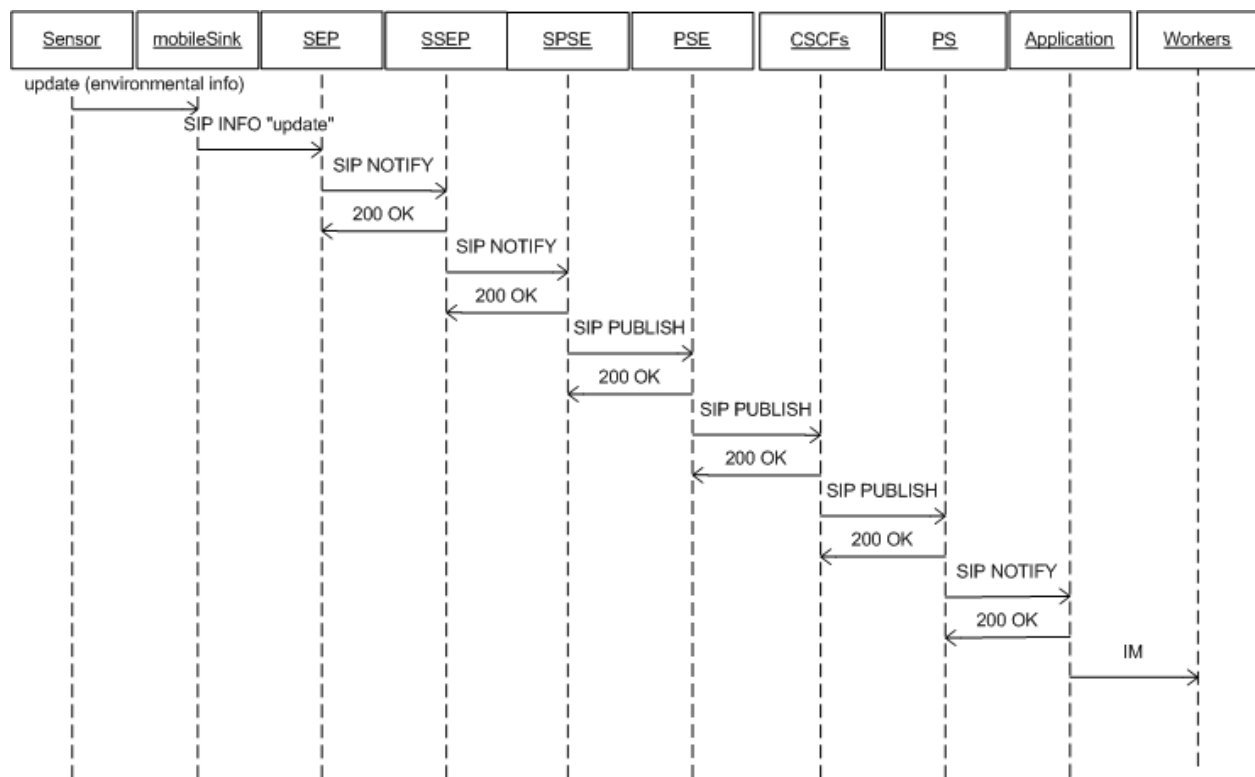 Sensor mobileSink SEP SSEP SPSE PSE CSCFs PS Application Workers
update (environmental info)
SIP INFO "update"
SIP NOTIFY
200 OK
SIP NOTIFY
200 OK
SIP PUBLISH
200 OK
SIP PUBLISH
200 OK
SIP PUBLISH
200 OK
SIP NOTIFY
200 OK
IM